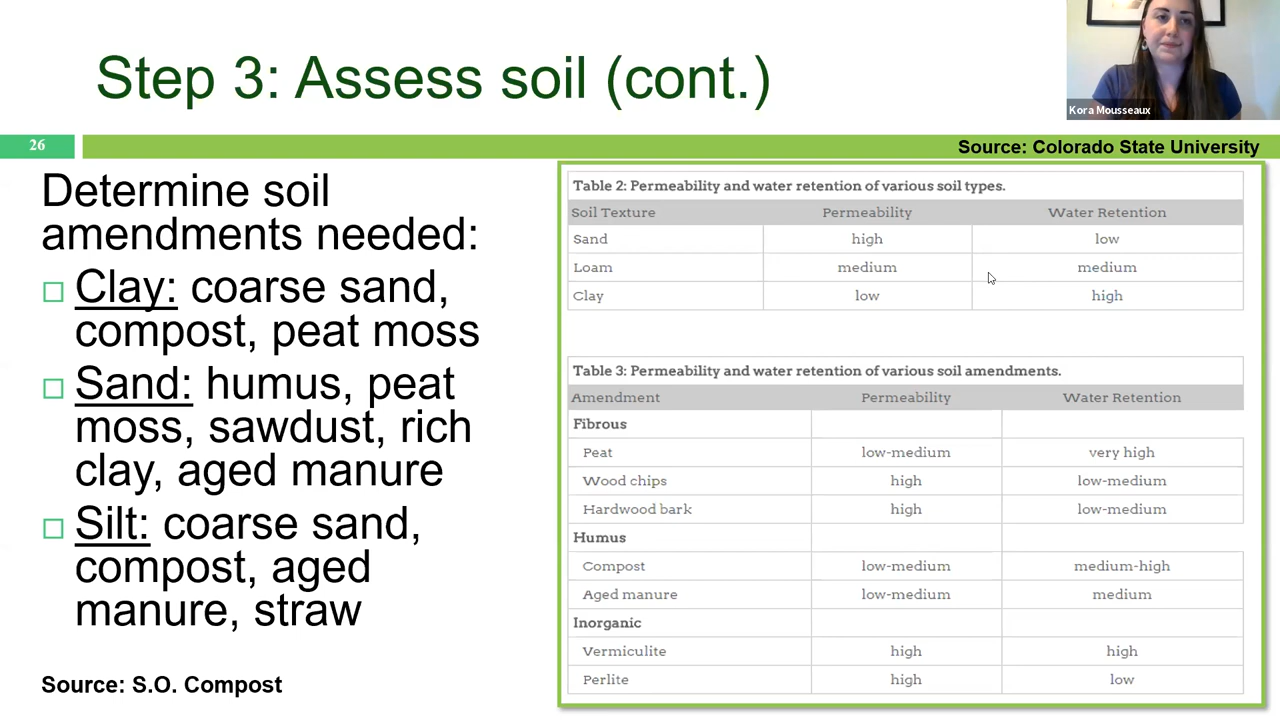 Step 3: Assess soil (cont.)
Kora Mousseaux
26
Source: Colorado State University
Determine soil
amendments needed:
Clay: coarse sand,
compost, peat moss
Sand: humus, peat
moss, sawdust, rich
clay, aged manure
Silt: coarse sand,
compost, aged
manure, straw
Source: S.O. Compost
Table 2: Permeability and water retention of various soil types.
Soil Texture Permeability Water Retention
Sand high low
Loam medium medium
Clay low high
Table 3: Permeability and water retention of various soil amendments.
Amendment Permeability Water Retention
Fibrous
Peat low-medium very high
Wood chips high low-medium
Hardwood bark high low-medium
Humus
Compost low-medium medium-high
Aged manure low-medium medium
Inorganic
Vermiculite high high
Perlite high low